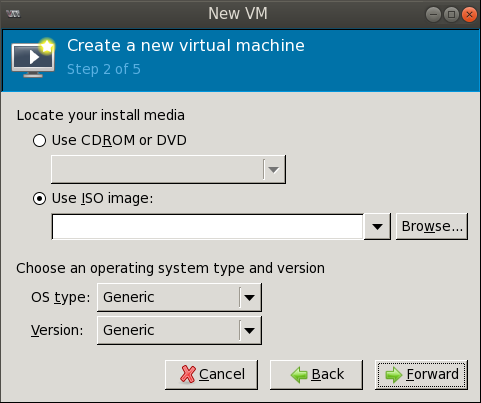 New VM
Create a new virtual machine
Step 2 of 5
Locate your install media
Use CDROM or DVD
Use ISO image:
Browse...
Choose an operating system type and version
OS type: Generic
Version: Generic
Cancel Back Forward